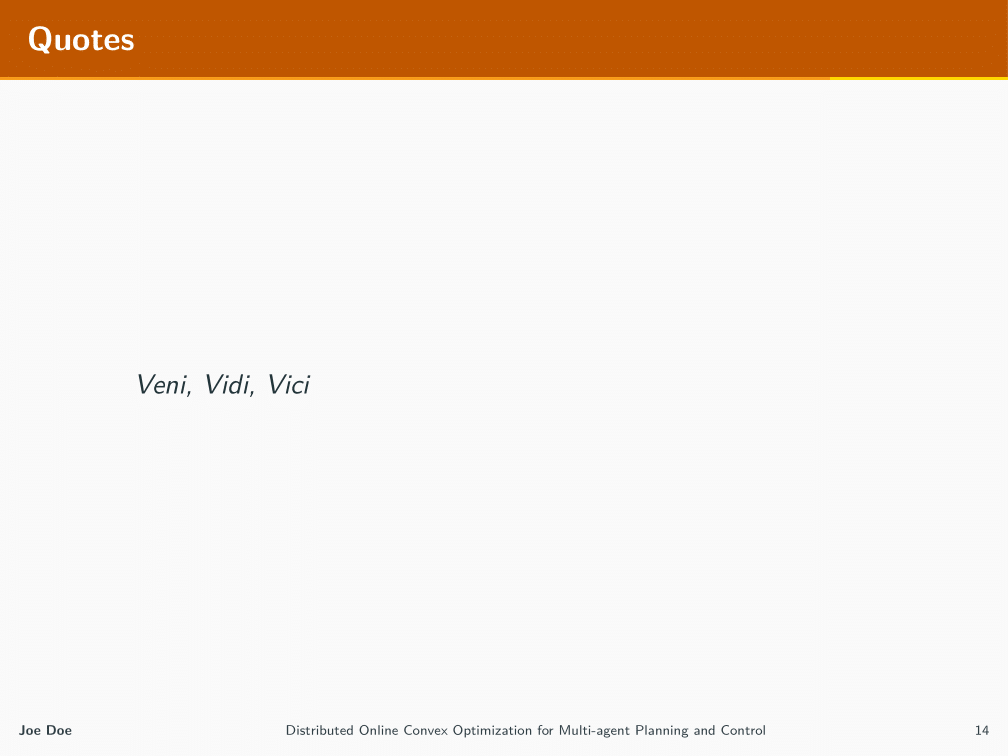 Quotes
Veni, Vidi, Vici
Joe Doe
Distributed Online Convex Optimization for Multi-agent Planning and Control
14